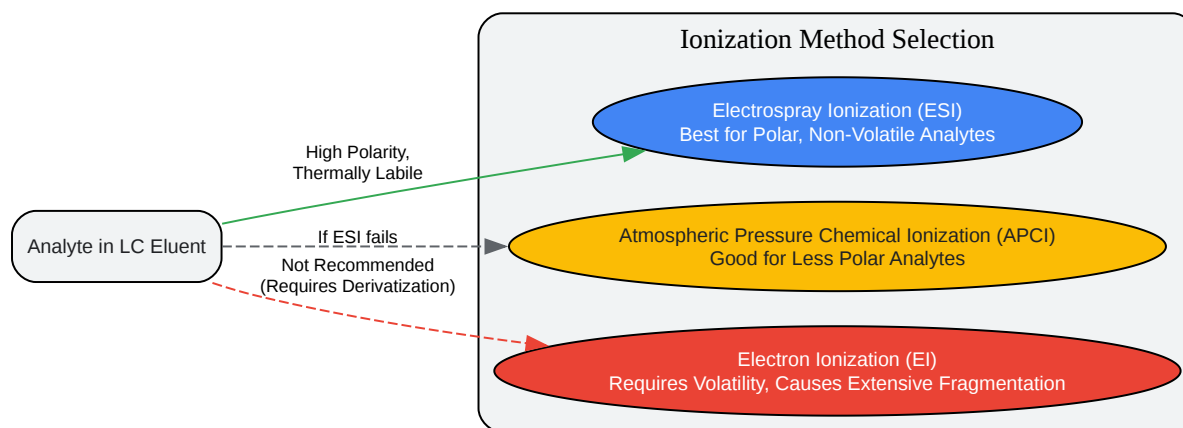 Ionization Method Selection
Electrospray Ionization (ESI)
Best for Polar, Non-Volatile Analytes
High Polarity,
Thermally Labile
Analyte in LC Eluent
If ESI fails
Atmospheric Pressure Chemical Ionization (APCI)
Good for Less Polar Analytes
Not Recommended
(Requires Derivatization)
Electron Ionization (EI)
Requires Volatility, Causes Extensive Fragmentation